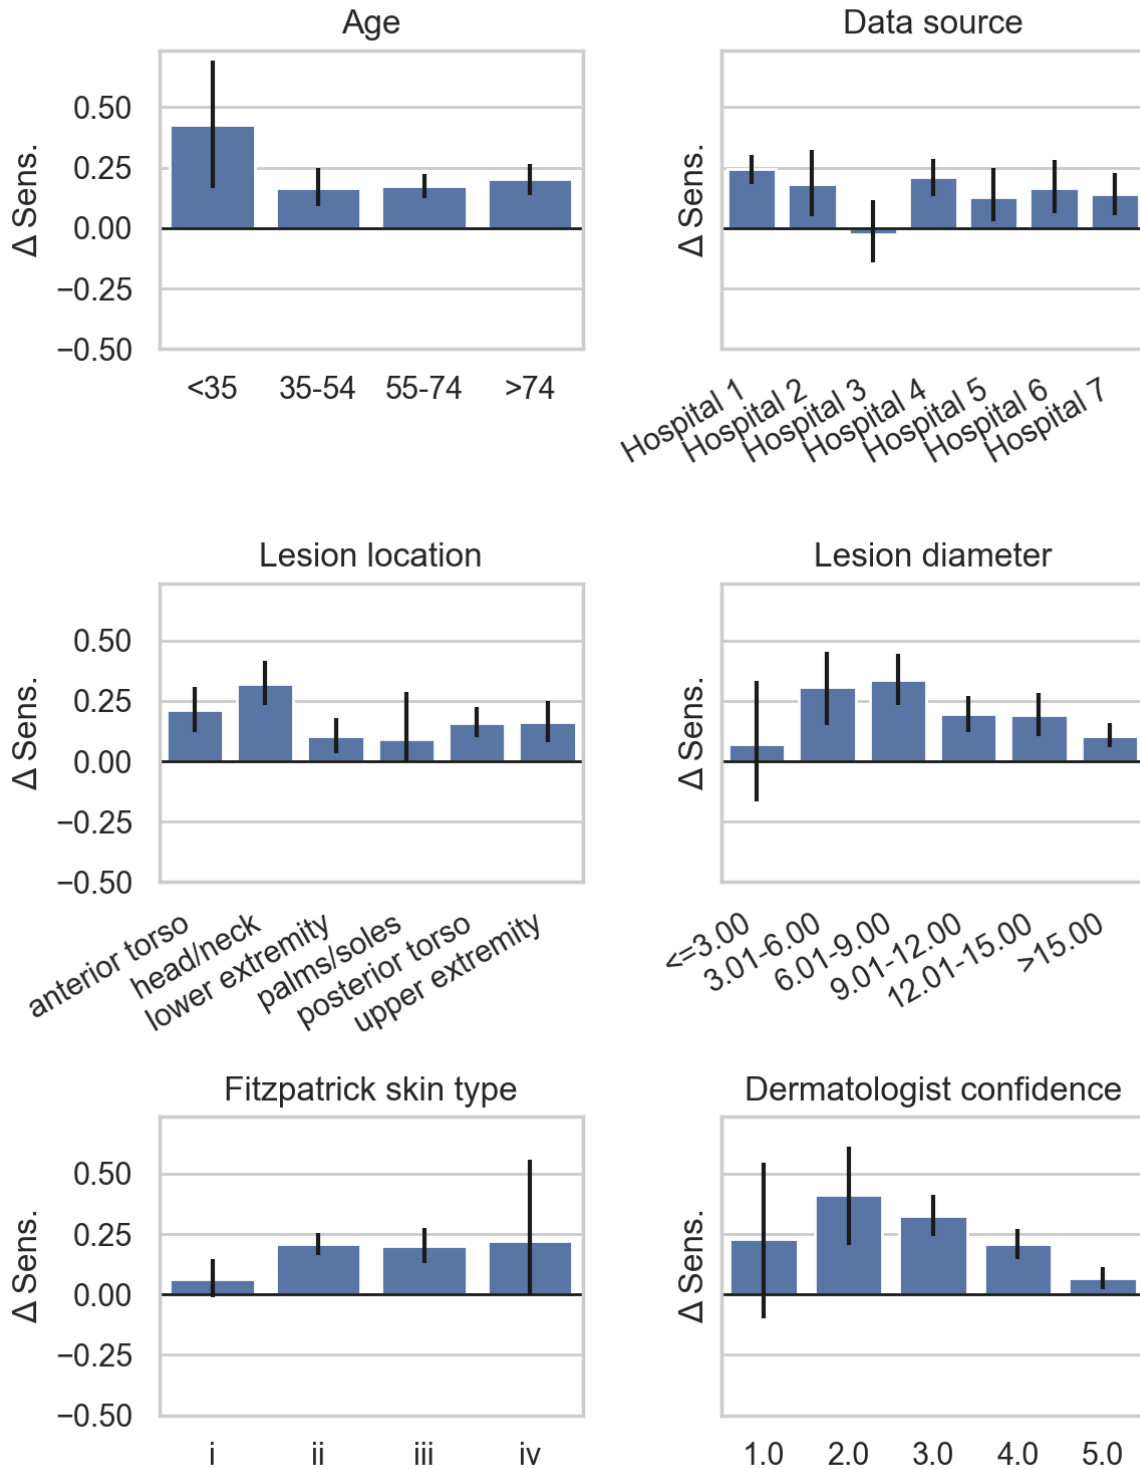 Age
Δ Sens.
0.50
0.25
0.00
−0.25
−0.50
<35 35-54 55-74 >74
Data source
Δ Sens.
Hospital 1
Hospital 2
Hospital 3
Hospital 4
Hospital 5
Hospital 6
Hospital 7
Lesion location
Δ Sens.
0.50
0.25
0.00
−0.25
−0.50
anterior torso
head/neck
lower extremity
palms/soles
posterior torso
upper extremity
Lesion diameter
Δ Sens.
<=3.00
3.01-6.00
6.01-9.00
9.01-12.00
12.01-15.00
>15.00
Fitzpatrick skin type
Δ Sens.
0.50
0.25
0.00
−0.25
−0.50
i ii iii iv
Dermatologist confidence
Δ Sens.
1.0 2.0 3.0 4.0 5.0